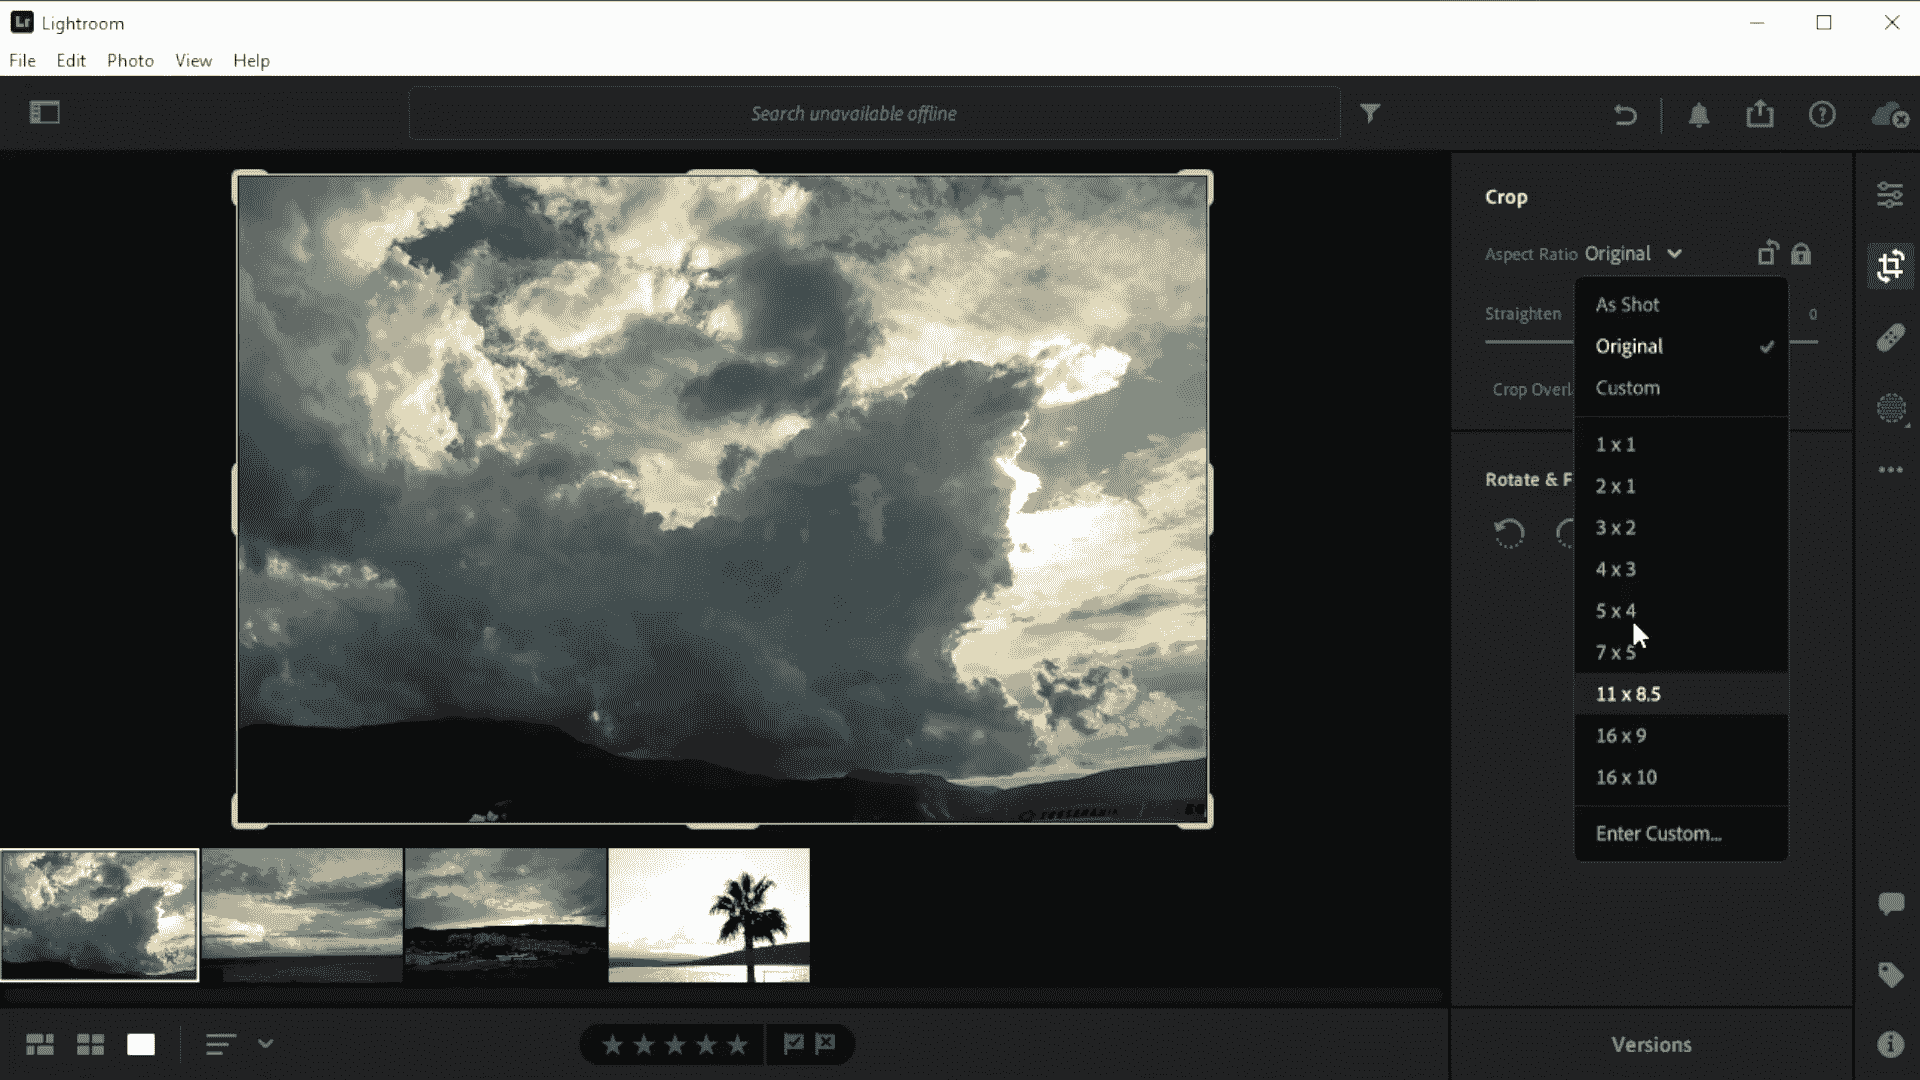 Lr Lightroom
File Edit Photo View Help
Search unavailable offline
Crop
Aspect Ratio Original
Straighten 0
Crop Overl
Rotate & F
As Shot
Original
Custom
1 x 1
2 x 1
3 x 2
4 x 3
5 x 4
7 x 5
11 x 8.5
16 x 9
16 x 10
Enter Custom...
Versions